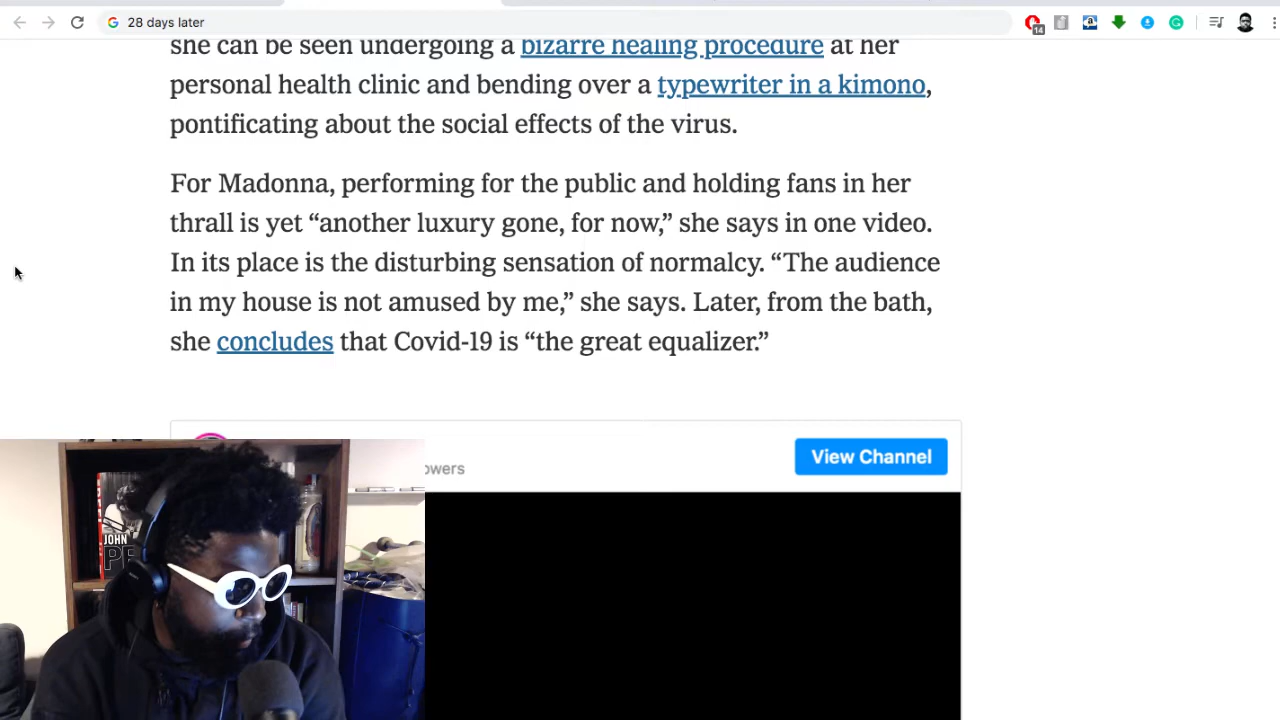 28 days later
14
she can be seen undergoing a bizarre healing procedure at her
personal health clinic and bending over a typewriter in a kimono,
pontificating about the social effects of the virus.
For Madonna, performing for the public and holding fans in her
thrall is yet “another luxury gone, for now,” she says in one video.
In its place is the disturbing sensation of normalcy. “The audience
in my house is not amused by me,” she says. Later, from the bath,
she concludes that Covid-19 is “the great equalizer.”
owers
View Channel
JOHN